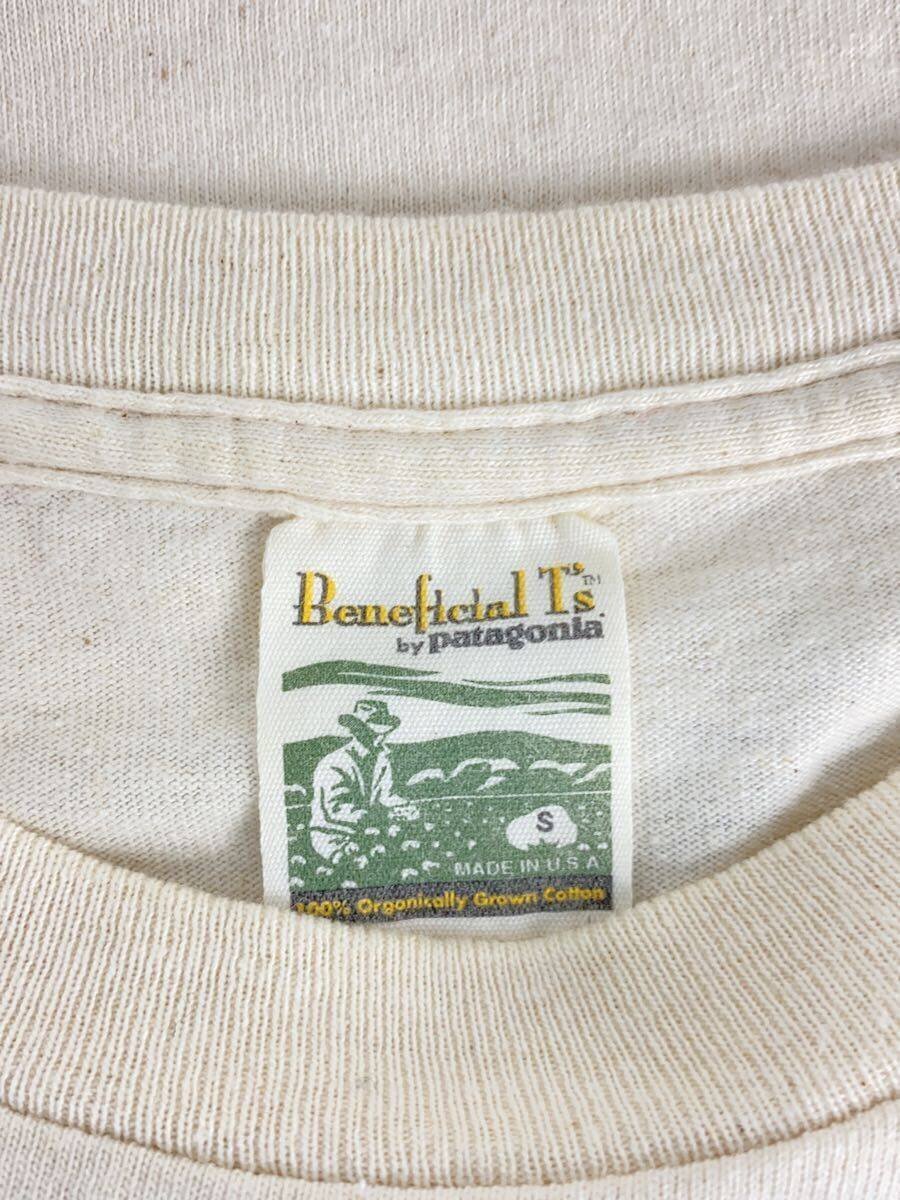 Beneficial T's™
by patagonia
S
MADE IN U S A
100% Organically Grown Cotton